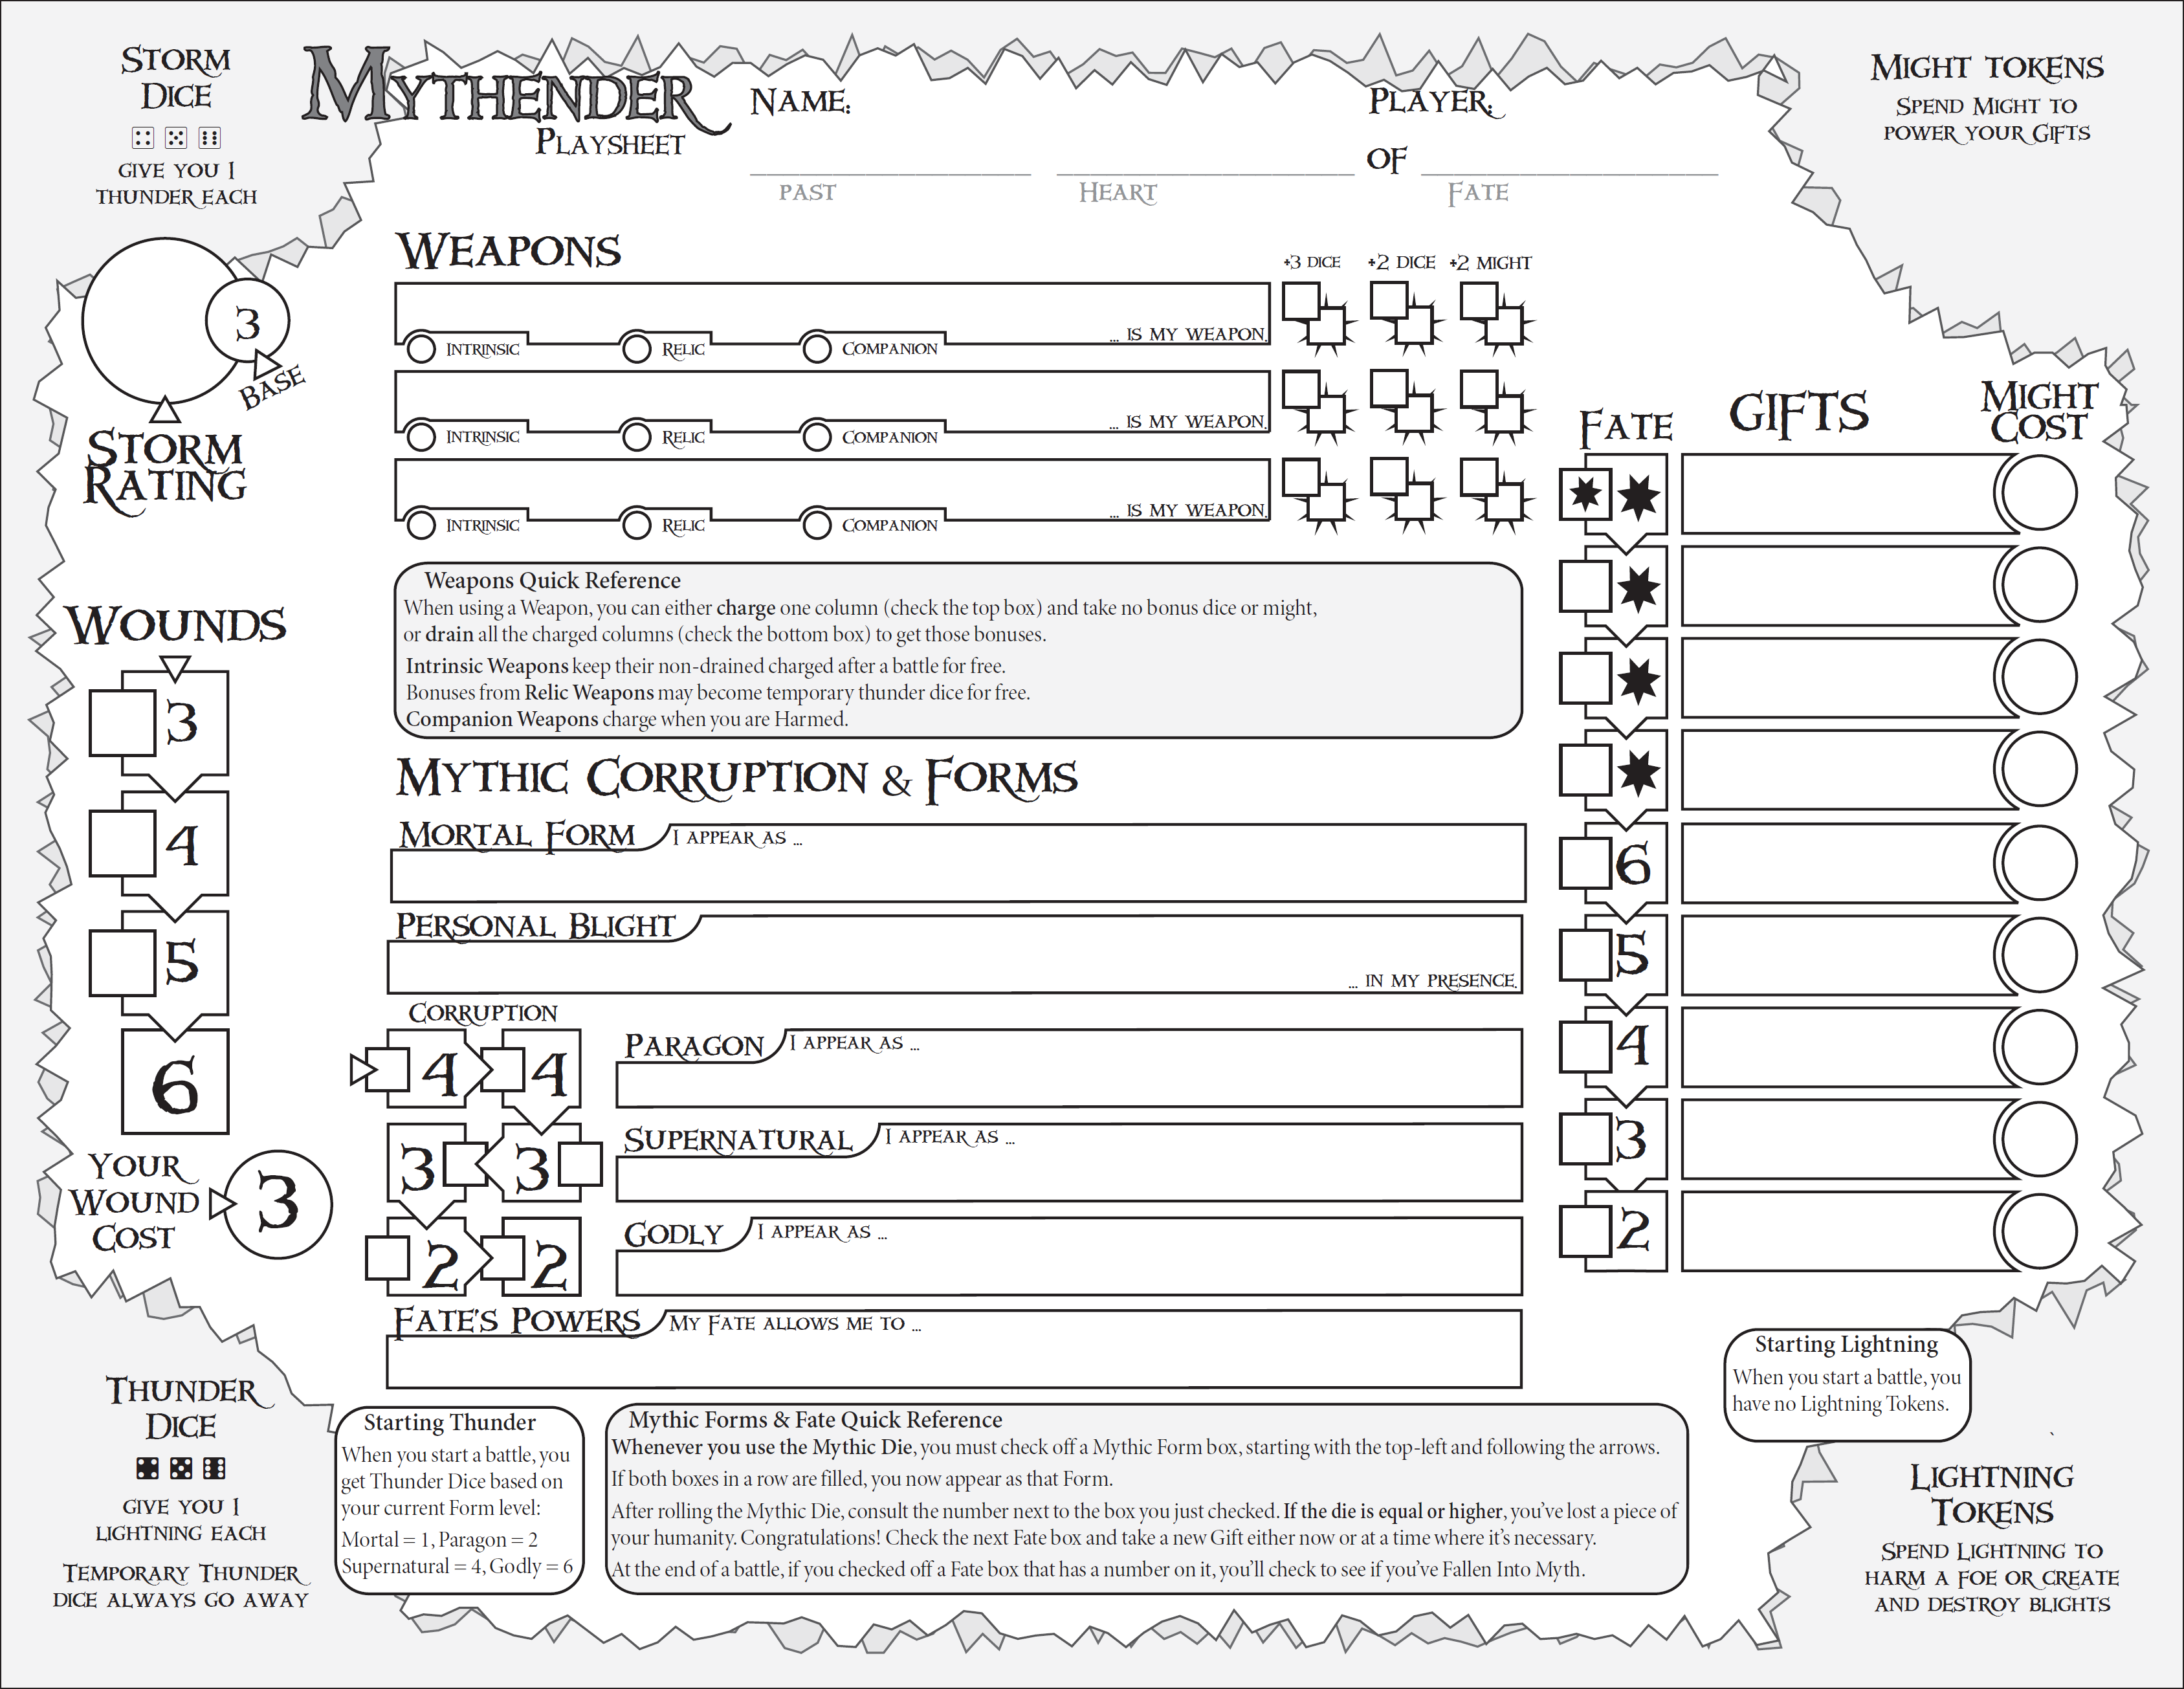 STORM
DICE
GIVE YOU 1
THUNDER EACH
MYTHENDER
PLAYSHEET
NAME:
PLAYER:
OF
PAST
HEART
FATE
MIGHT TOKENS
SPEND MIGHT TO
POWER YOUR GIFTS
3
BASE
STORM
RATING
WEAPONS
+3 DICE +2 DICE +2 MIGHT
... IS MY WEAPON.
INTRINSIC RELIC COMPANION
... IS MY WEAPON.
INTRINSIC RELIC COMPANION
... IS MY WEAPON.
INTRINSIC RELIC COMPANION
Weapons Quick Reference
When using a Weapon, you can either charge one column (check the top box) and take no bonus dice or might,
or drain all the charged columns (check the bottom box) to get those bonuses.
Intrinsic Weapons keep their non-drained charged after a battle for free.
Bonuses from Relic Weapons may become temporary thunder dice for free.
Companion Weapons charge when you are Harmed.
WOUNDS
3
4
5
6
YOUR
WOUND
COST
3
MYTHIC CORRUPTION & FORMS
MORTAL FORM I APPEAR AS ...
PERSONAL BLIGHT
... IN MY PRESENCE.
CORRUPTION
4 4
PARAGON I APPEAR AS ...
3 3
SUPERNATURAL I APPEAR AS ...
2 2
GODLY I APPEAR AS ...
FATE'S POWERS MY FATE ALLOWS ME TO ...
FATE
GIFTS
MIGHT
COST
6
5
4
3
2
THUNDER
DICE
GIVE YOU 1
LIGHTNING EACH
TEMPORARY THUNDER
DICE ALWAYS GO AWAY
Starting Thunder
When you start a battle, you
get Thunder Dice based on
your current Form level:
Mortal = 1, Paragon = 2
Supernatural = 4, Godly = 6
Mythic Forms & Fate Quick Reference
Whenever you use the Mythic Die, you must check off a Mythic Form box, starting with the top-left and following the arrows.
If both boxes in a row are filled, you now appear as that Form.
After rolling the Mythic Die, consult the number next to the box you just checked. If the die is equal or higher, you've lost a piece of
your humanity. Congratulations! Check the next Fate box and take a new Gift either now or at a time where it's necessary.
At the end of a battle, if you checked off a Fate box that has a number on it, you'll check to see if you've Fallen Into Myth.
Starting Lightning
When you start a battle, you
have no Lightning Tokens.
LIGHTNING
TOKENS
SPEND LIGHTNING TO
HARM A FOE OR CREATE
AND DESTROY BLIGHTS